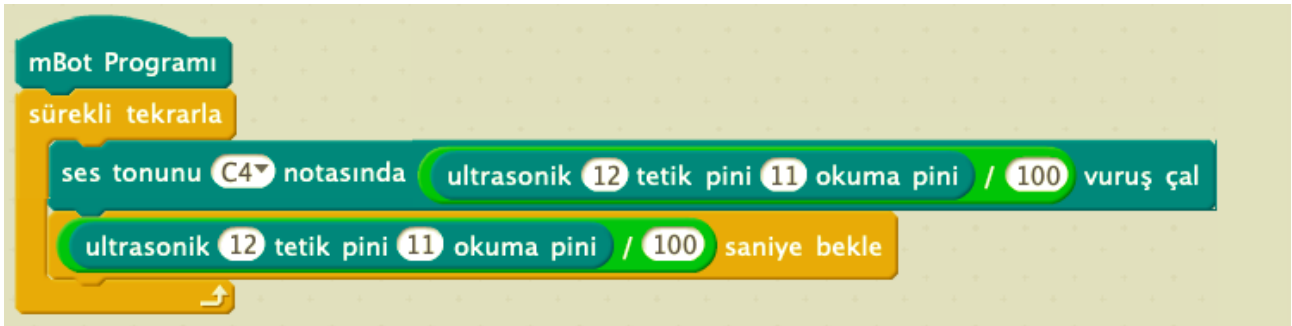 mBot Programı
sürekli tekrarla
ses tonunu C4 notasında ultrasonik 12 tetik pini 11 okuma pini / 100 vuruş çal
ultrasonik 12 tetik pini 11 okuma pini / 100 saniye bekle